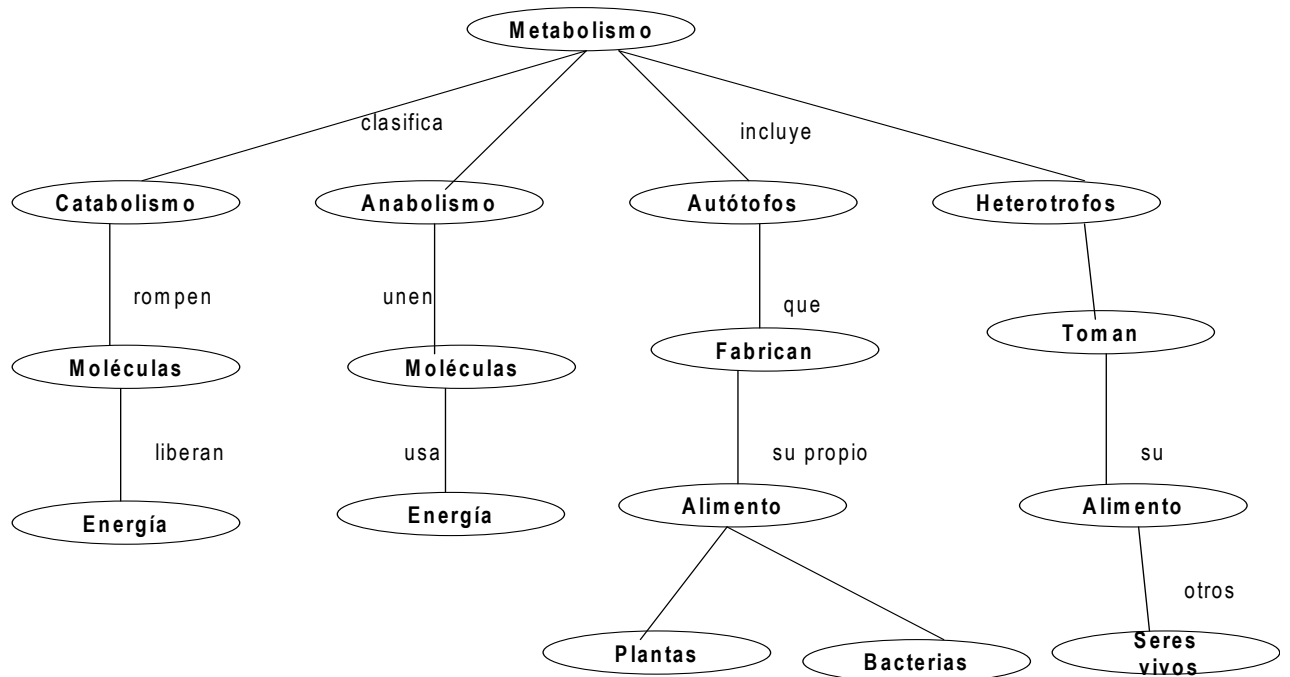 Metabolismo
clasifica
incluye
Catabolismo
Anabolismo
Autótofos
Heterotrofos
rompen
unen
que
Toman
Fabrican
Moléculas
Moléculas
liberan
usa
su propio
su
Alimento
Alimento
Energía
Energía
otros
Plantas
Bacterias
Seres
vivos